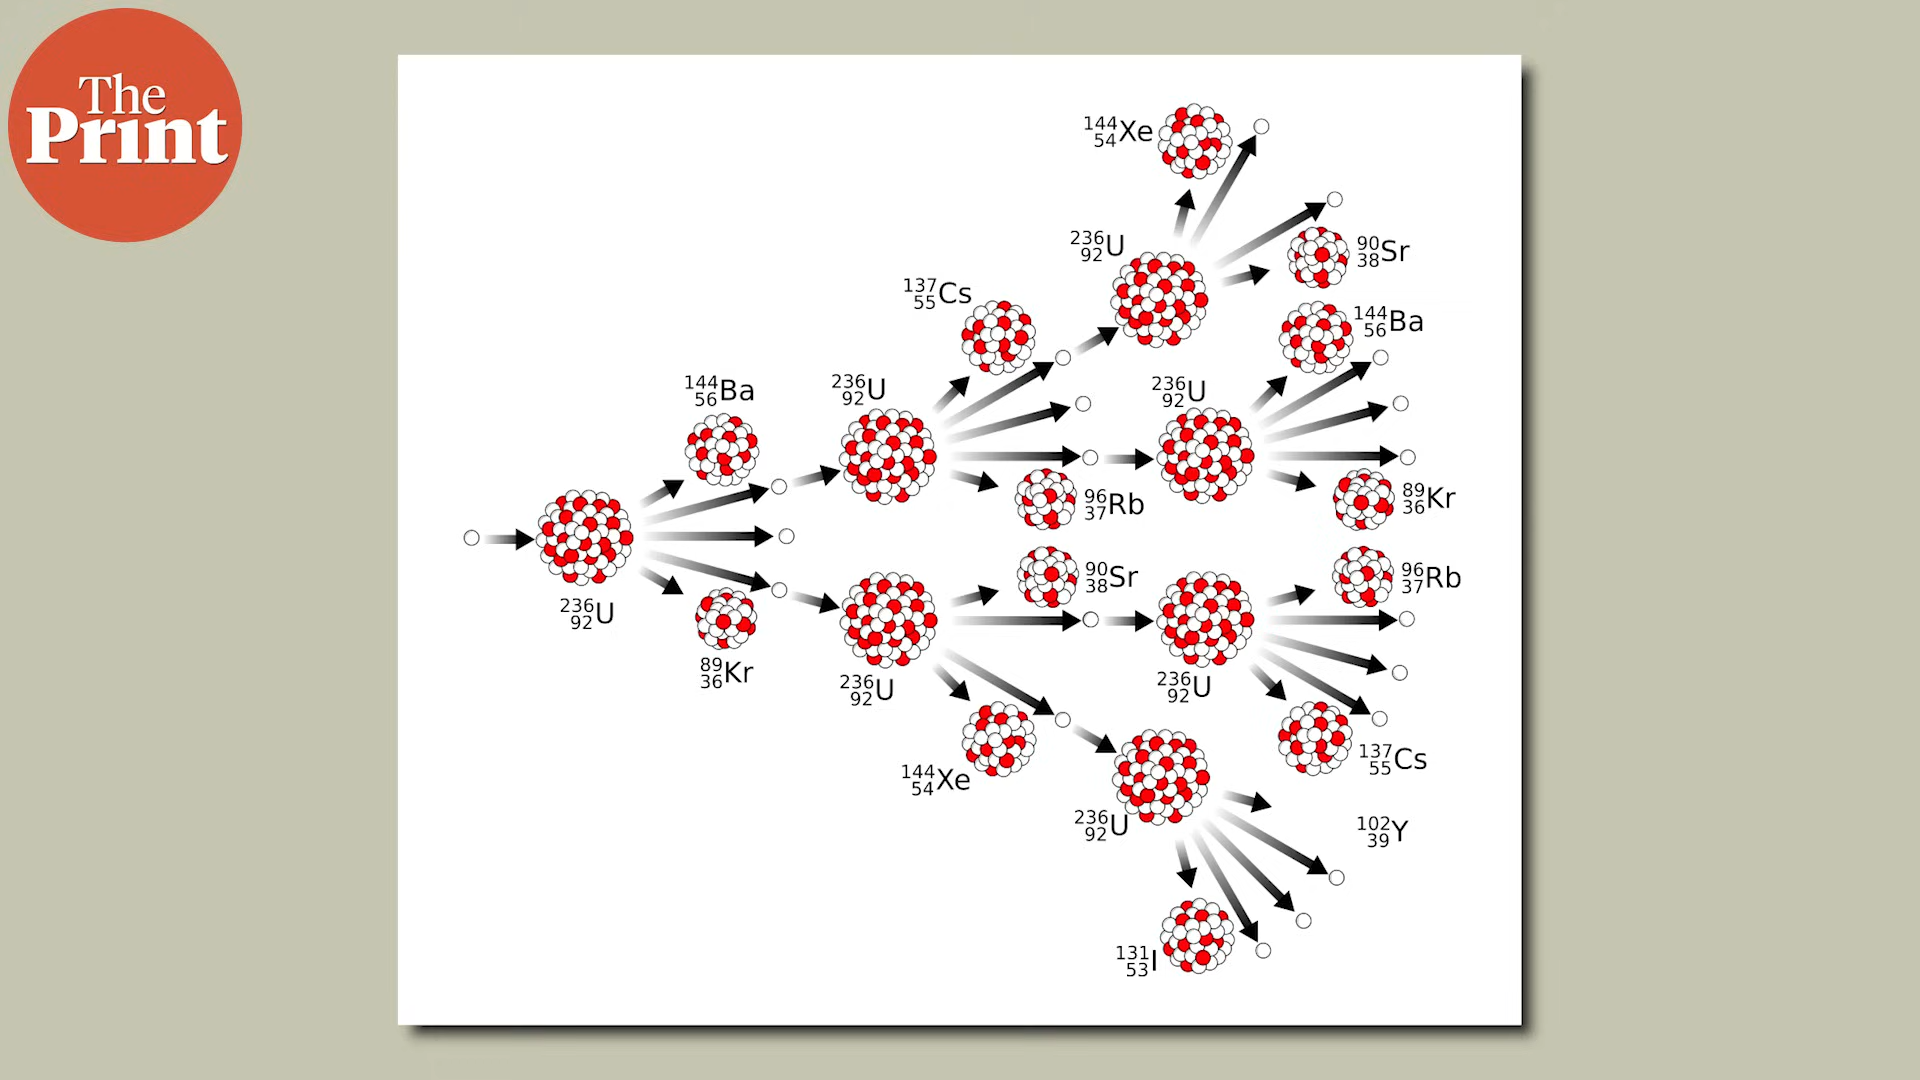 The
Print
144
54Xe
236
92U
90
38Sr
137
55Cs
144
56Ba
144
56Ba
236
92U
236
92U
89
36Kr
96
37Rb
90
38Sr
96
37Rb
236
92U
89
36Kr
236
92U
236
92U
137
55Cs
144
54Xe
236
92U
102
39Y
131
53I